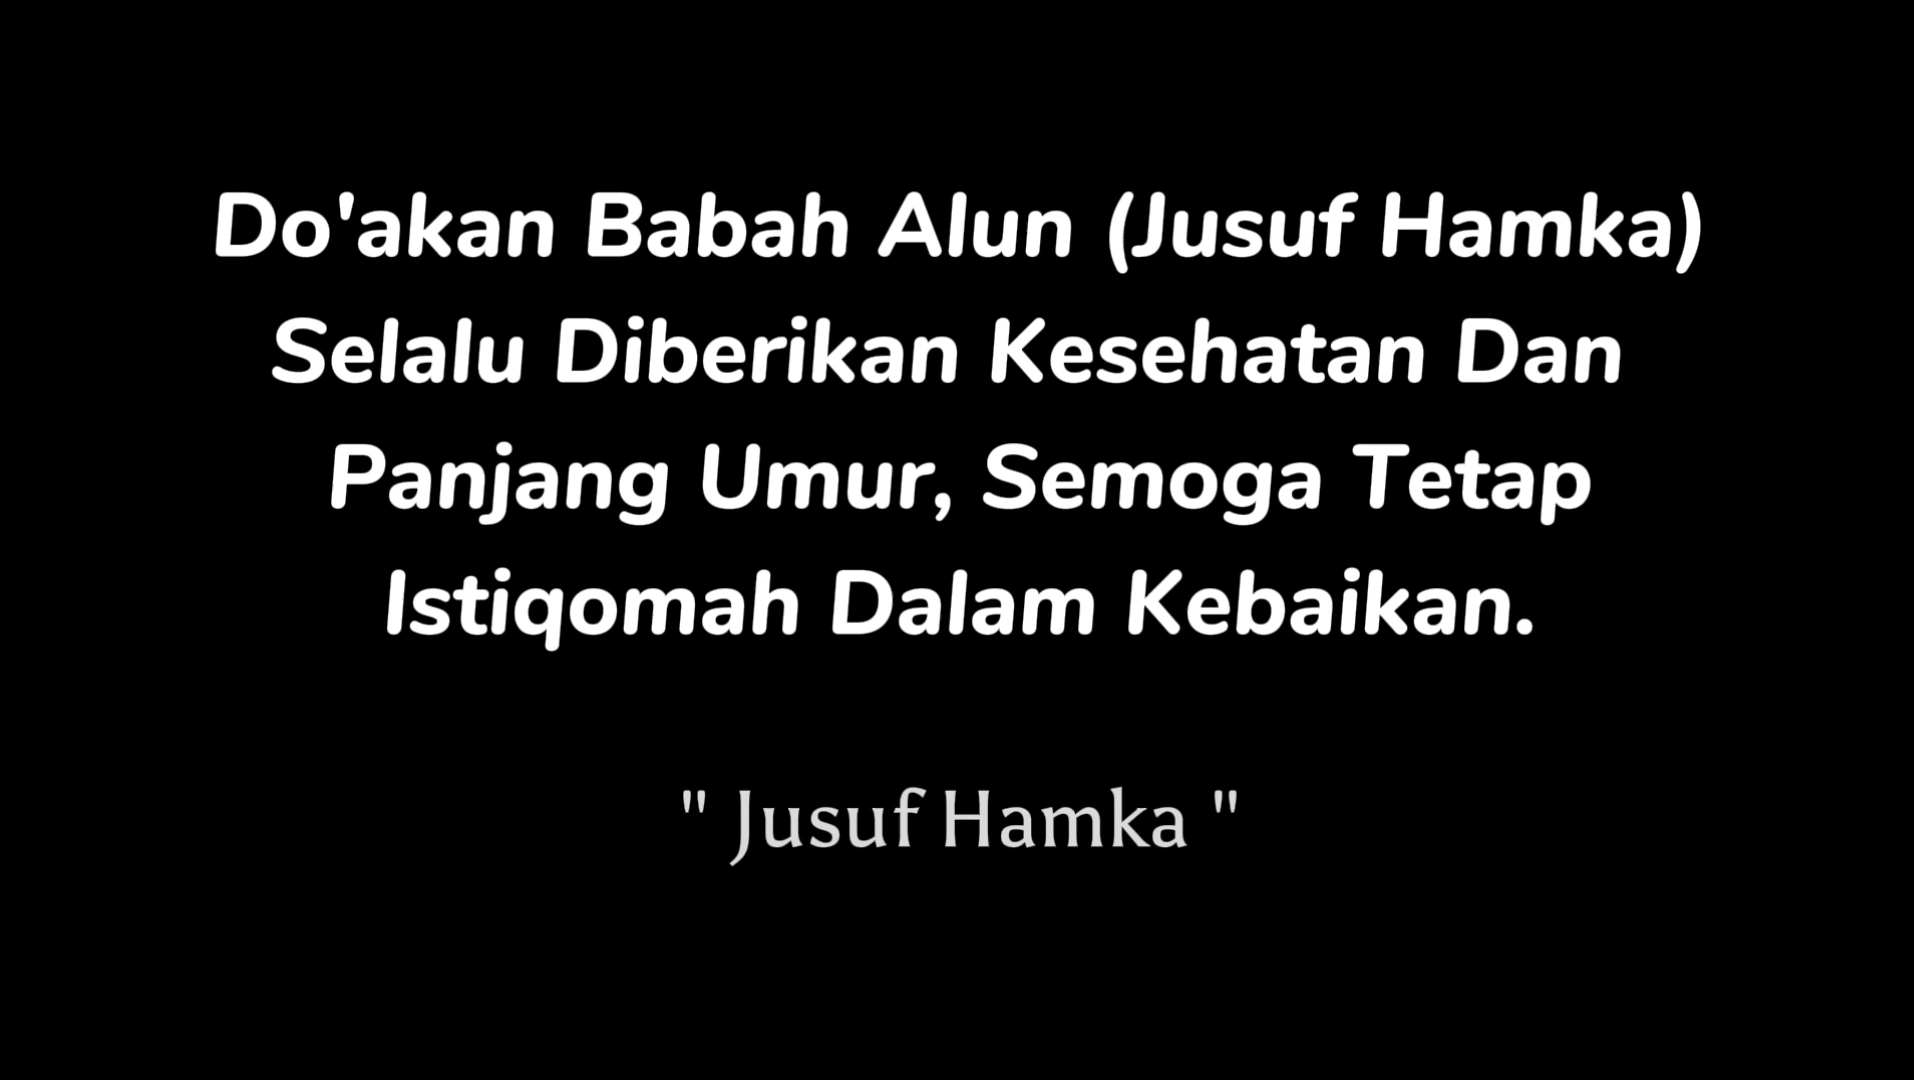 Do'akan Babah Alun (Jusuf Hamka)
Selalu Diberikan Kesehatan Dan
Panjang Umur, Semoga Tetap
Istiqomah Dalam Kebaikan.
" Jusuf Hamka "